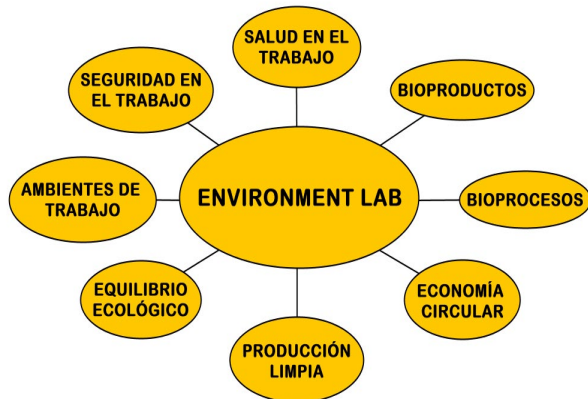 SALUD EN EL
TRABAJO
SEGURIDAD EN
EL TRABAJO
BIOPRODUCTOS
AMBIENTES DE
TRABAJO
ENVIRONMENT LAB
BIOPROCESOS
EQUILIBRIO
ECOLÓGICO
ECONOMÍA
CIRCULAR
PRODUCCIÓN
LIMPIA